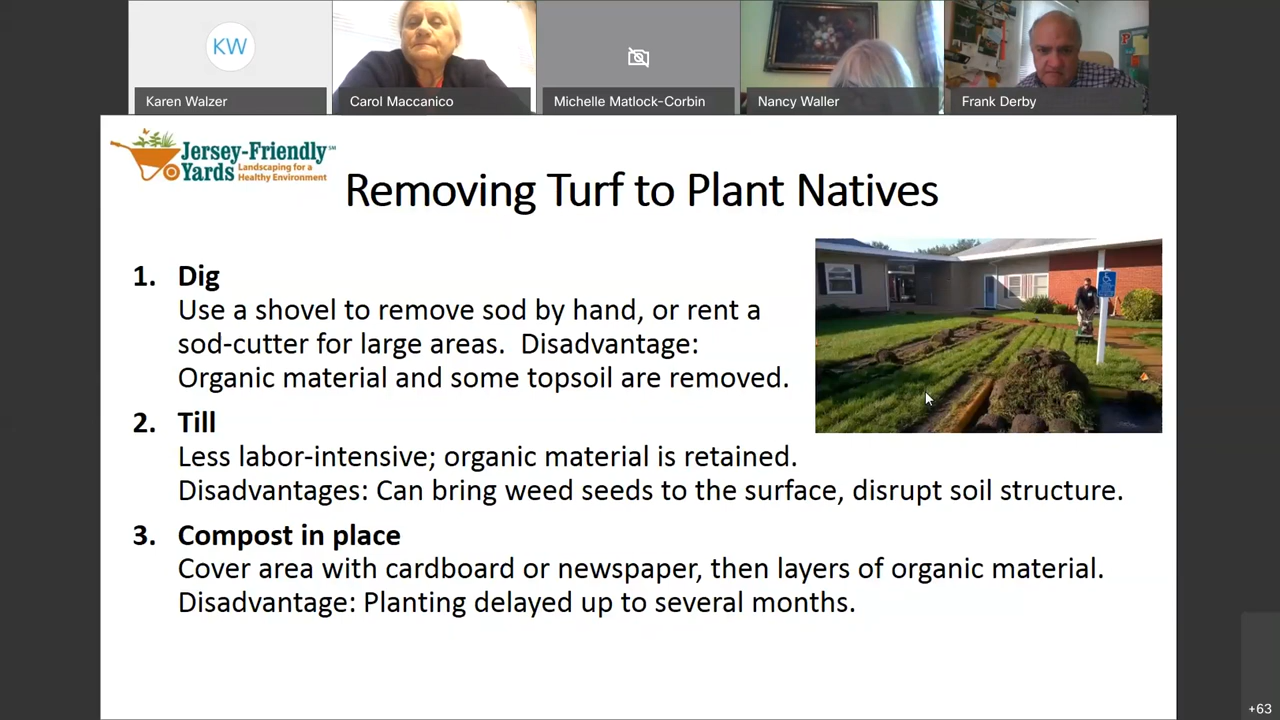 KW
Karen Walzer
Carol Maccanico
Michelle Matlock-Corbin
Nancy Waller
Frank Derby
Jersey-Friendly
Yards
SM
Landscaping for a
Healthy Environment
Removing Turf to Plant Natives
1. Dig
Use a shovel to remove sod by hand, or rent a
sod-cutter for large areas. Disadvantage:
Organic material and some topsoil are removed.
2. Till
Less labor-intensive; organic material is retained.
Disadvantages: Can bring weed seeds to the surface, disrupt soil structure.
3. Compost in place
Cover area with cardboard or newspaper, then layers of organic material.
Disadvantage: Planting delayed up to several months.
+63